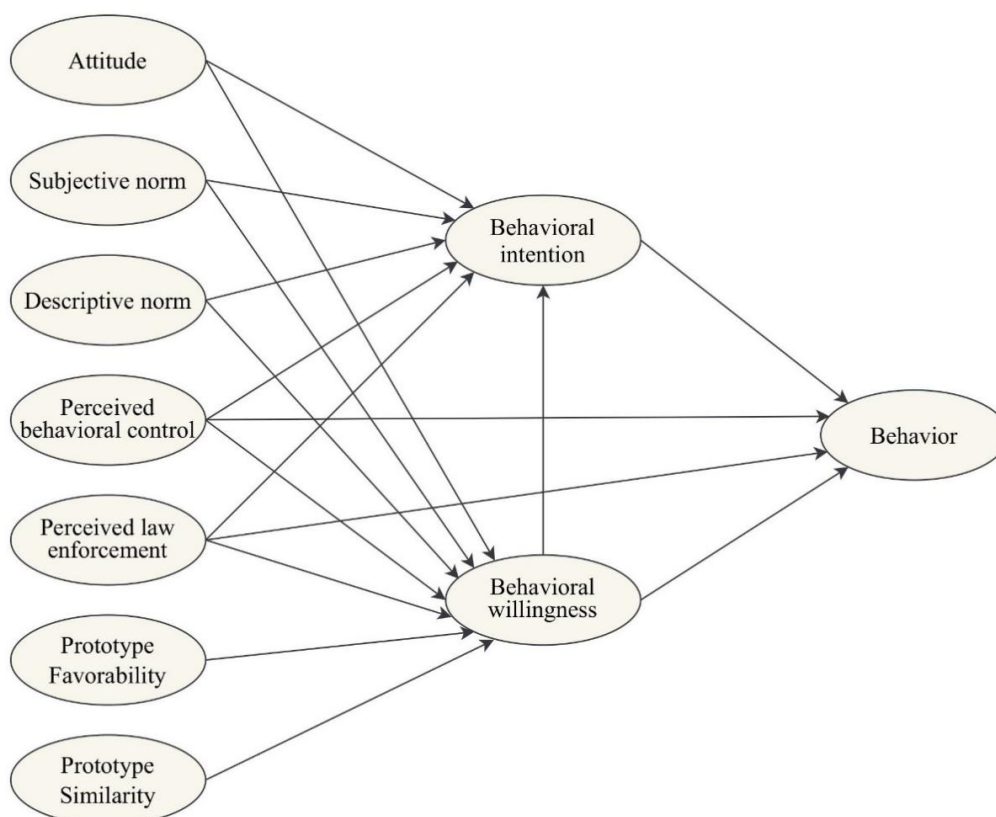 Attitude
Subjective norm
Descriptive norm
Perceived
behavioral control
Perceived law
enforcement
Prototype
Favorability
Prototype
Similarity
Behavioral
intention
Behavioral
willingness
Behavior